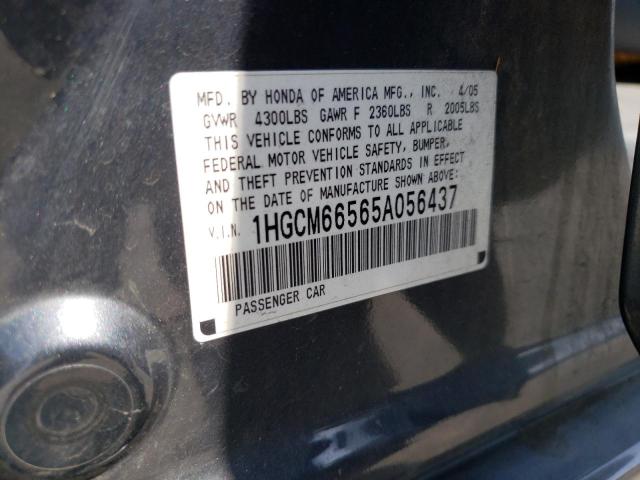 MFD. BY HONDA OF AMERICA MFG., INC. 4/05
GVWR 4300LBS GAWR F 2360LBS R 2005LBS
THIS VEHICLE CONFORMS TO ALL APPLICABLE
FEDERAL MOTOR VEHICLE SAFETY, BUMPER,
AND THEFT PREVENTION STANDARDS IN EFFECT
ON THE DATE OF MANUFACTURE SHOWN ABOVE:
V.I.N. 1HGCM66565A056437
PASSENGER CAR